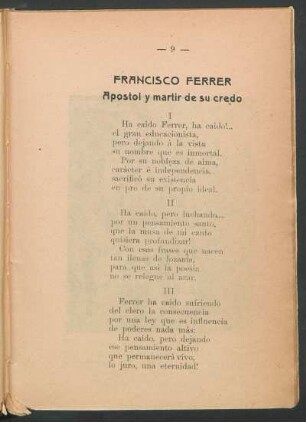 — 9 —
FRANCISCO FERRER
Apostol y martir de su credo
I
Ha caído Ferrer, ha caido!..
el gran educacionista,
pero dejando á la vista
su nombre que es inmortal.
Por su nobleza de alma,
carácter é independencia,
sacrificó su existencia
en pro de su propio ideal.
II
Ha caído, pero luchando...
por un pensamiento santo,
que la musa de mi canto
quisiera profundizar!
Con esas frases que nacen
tan llenas de lozanía,
para que así la poesía
no se relegue al azar.
III
Ferrer ha caído sufriendo
del clero la consecuencia
por una ley que es influencia
de poderes nada más.
Ha caído, pero dejando
ese pensamiento altivo
que permanecerá vivo,
lo juro, una eternidad!